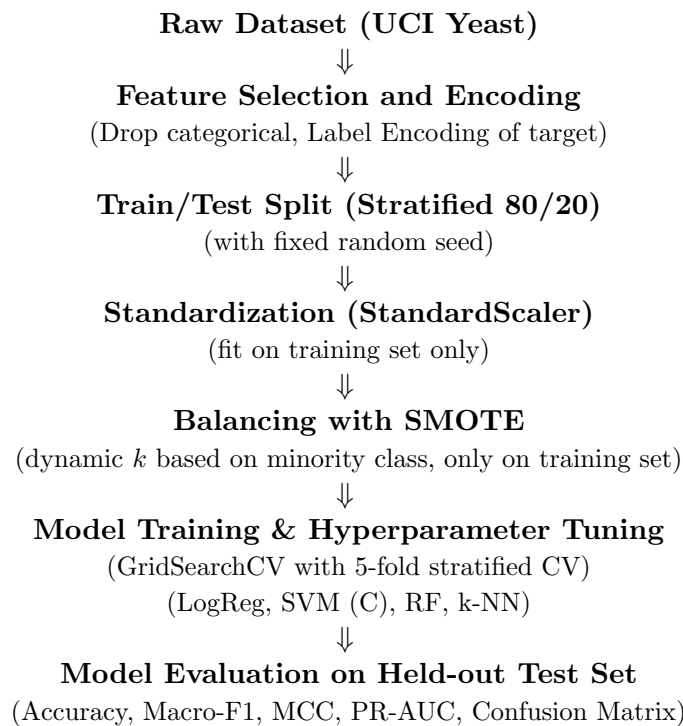 Raw Dataset (UCI Yeast)
⇓
Feature Selection and Encoding
(Drop categorical, Label Encoding of target)
⇓
Train/Test Split (Stratified 80/20)
(with fixed random seed)
⇓
Standardization (StandardScaler)
(fit on training set only)
⇓
Balancing with SMOTE
(dynamic k based on minority class, only on training set)
⇓
Model Training & Hyperparameter Tuning
(GridSearchCV with 5-fold stratified CV)
(LogReg, SVM (C), RF, k-NN)
⇓
Model Evaluation on Held-out Test Set
(Accuracy, Macro-F1, MCC, PR-AUC, Confusion Matrix)